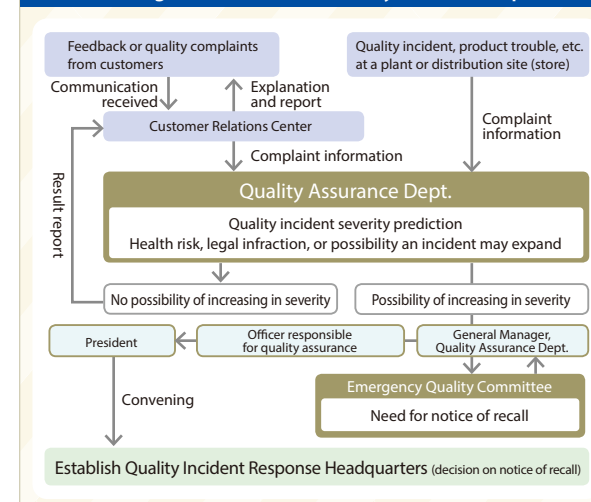 Feedback or quality complaints
from customers
Quality incident, product trouble, etc.
at a plant or distribution site (store)
Communication
received
Explanation
and report
Customer Relations Center
Complaint
information
Complaint information
Result report
Quality Assurance Dept.
Quality incident severity prediction
Health risk, legal infraction, or possibility an incident may expand
No possibility of increasing in severity
Possibility of increasing in severity
President
Officer responsible
for quality assurance
General Manager,
Quality Assurance Dept.
Emergency Quality Committee
Need for notice of recall
Convening
Establish Quality Incident Response Headquarters (decision on notice of recall)